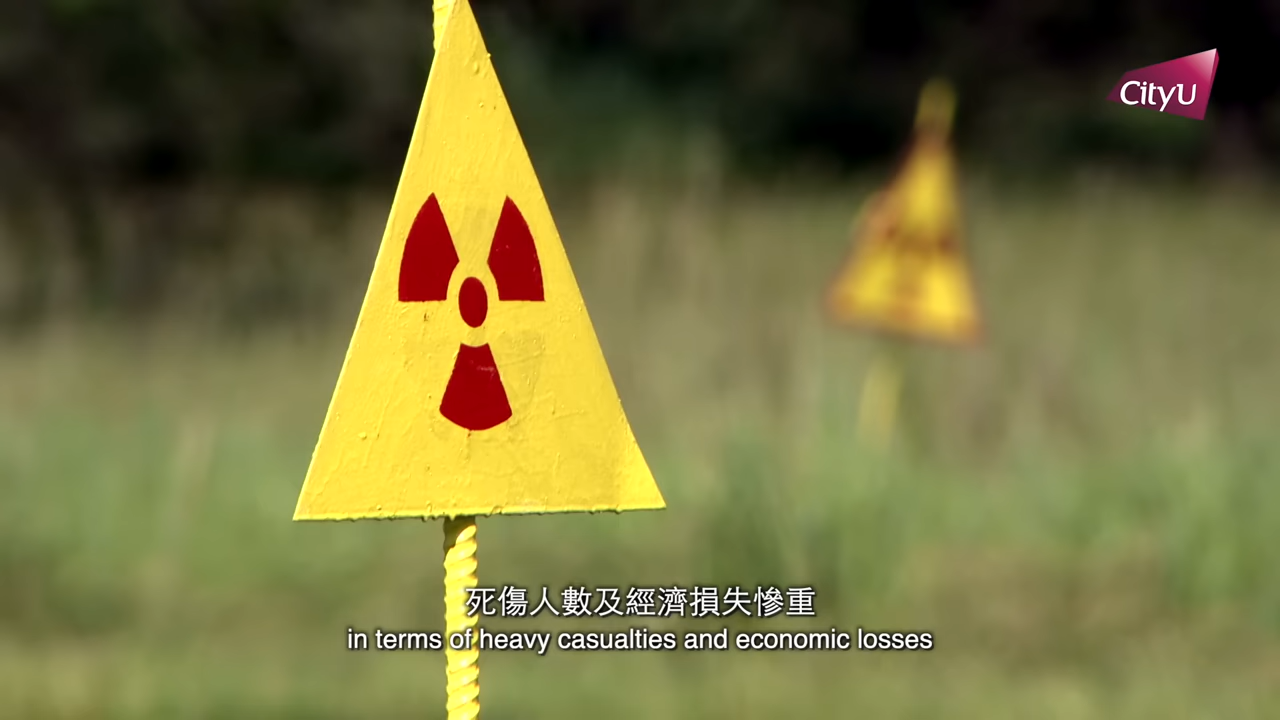 CityU
死傷人數及經濟損失慘重
in terms of heavy casualties and economic losses